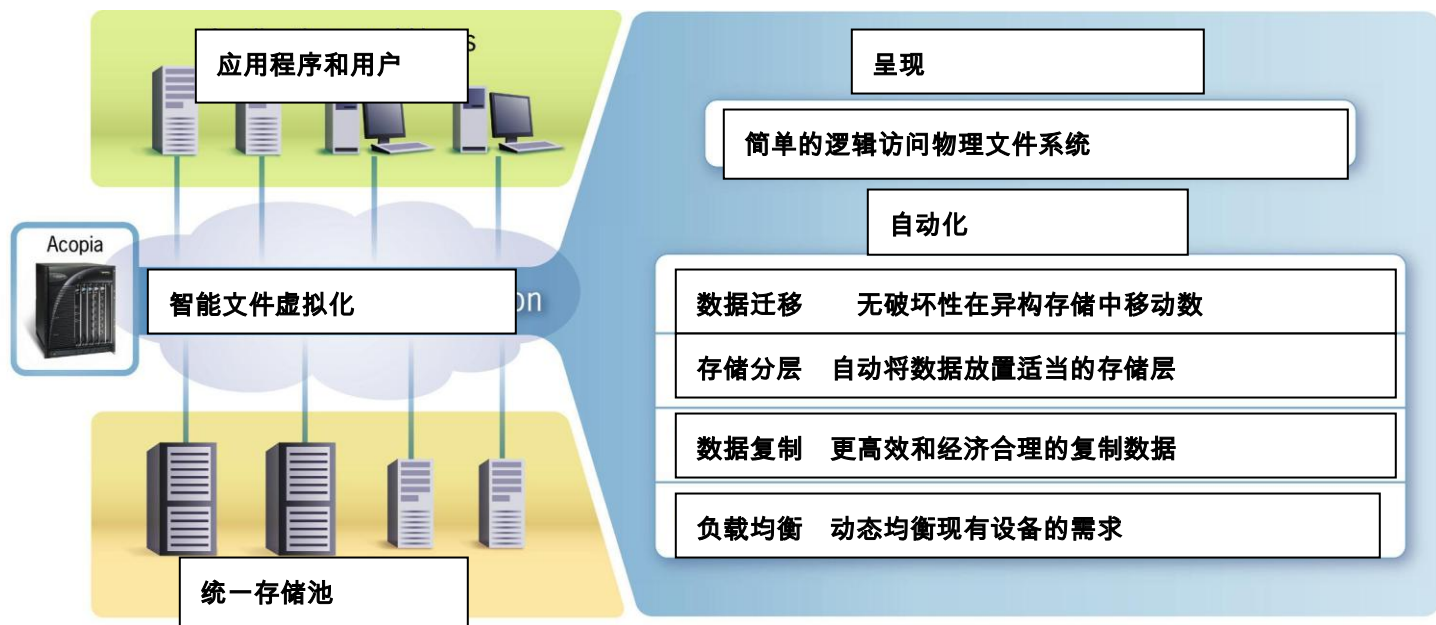 应用程序和用户
s
Acopia
智能文件虚拟化
on
统一存储池
呈现
简单的逻辑访问物理文件系统
自动化
数据迁移 无破坏性在异构存储中移动数
存储分层 自动将数据放置适当的存储层
数据复制 更高效和经济合理的复制数据
负载均衡 动态均衡现有设备的需求